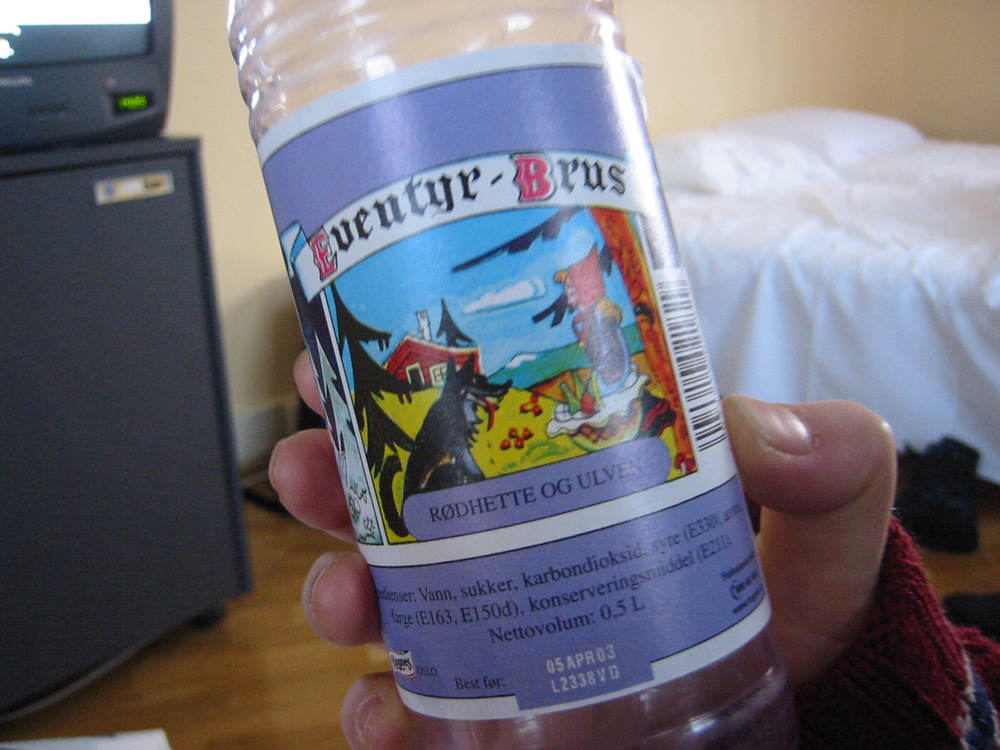 Eventyr-Brus
RØDHETTE OG ULVEN
Vann, sukker, karbondioksid, syre (E330),
farge (E163, E150d), konserveringsmiddel (E211).
Nettovolum: 0,5 L
OSLO
Best før:
05APR03
L2338VD